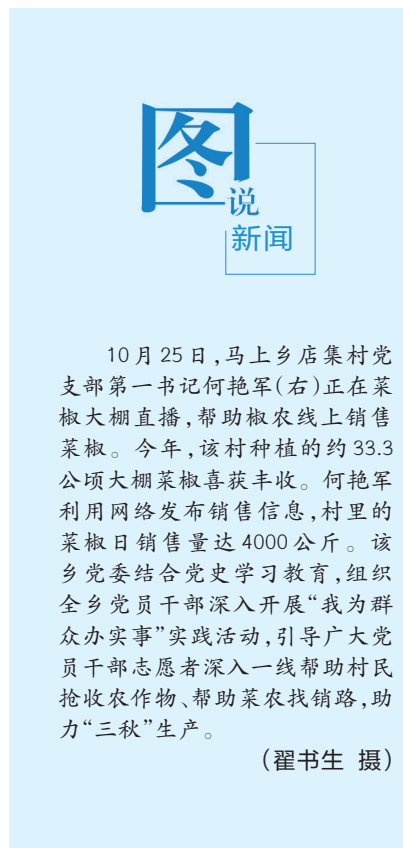 图
说
新闻
10月25日,马上乡店集村党
支部第一书记何艳军(右)正在菜
椒大棚直播,帮助椒农线上销售
菜椒。今年,该村种植的约33.3
公顷大棚菜椒喜获丰收。何艳军
利用网络发布销售信息,村里的
菜椒日销售量达4000公斤。该
乡党委结合党史学习教育,组织
全乡党员干部深入开展“我为群
众办实事”实践活动,引导广大党
员干部志愿者深入一线帮助村民
抢收农作物、帮助菜农找销路,助
力“三秋”生产。
(翟书生 摄)